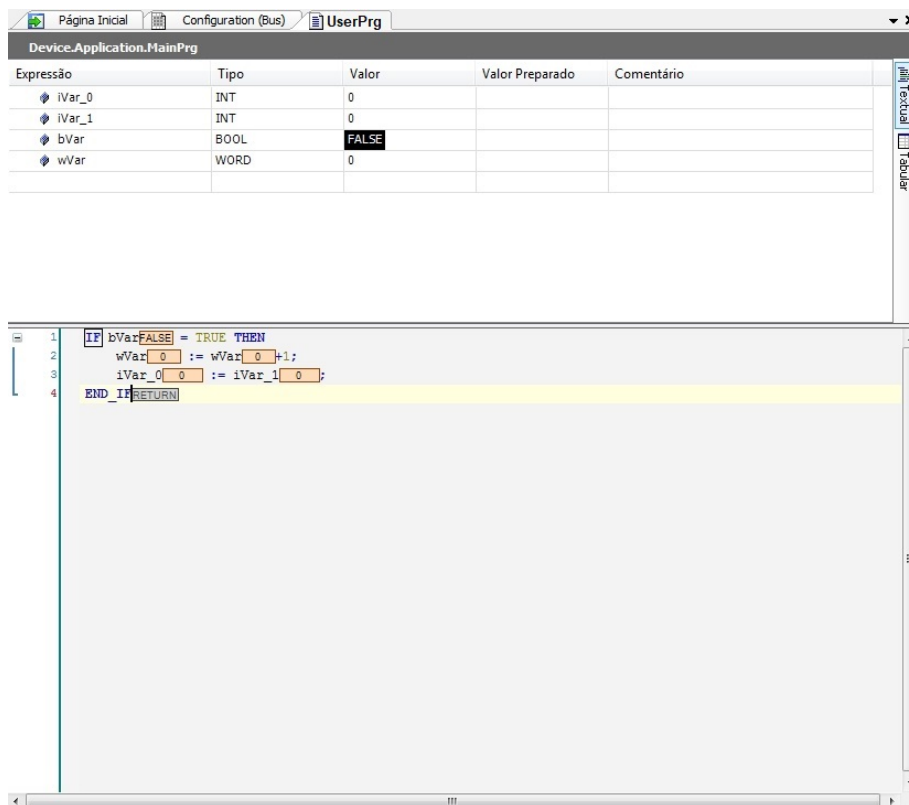 Página Inicial Configuration (Bus) UserPrg
Device.Application.MainPrg
Expressão Tipo Valor Valor Preparado Comentário
iVar_0 INT 0
iVar_1 INT 0
bVar BOOL FALSE
wVar WORD 0
Textual
Tabular
1 IF bVar FALSE = TRUE THEN
2 wVar 0 := wVar 0 +1;
3 iVar_0 0 := iVar_1 0 ;
4 END_IF RETURN